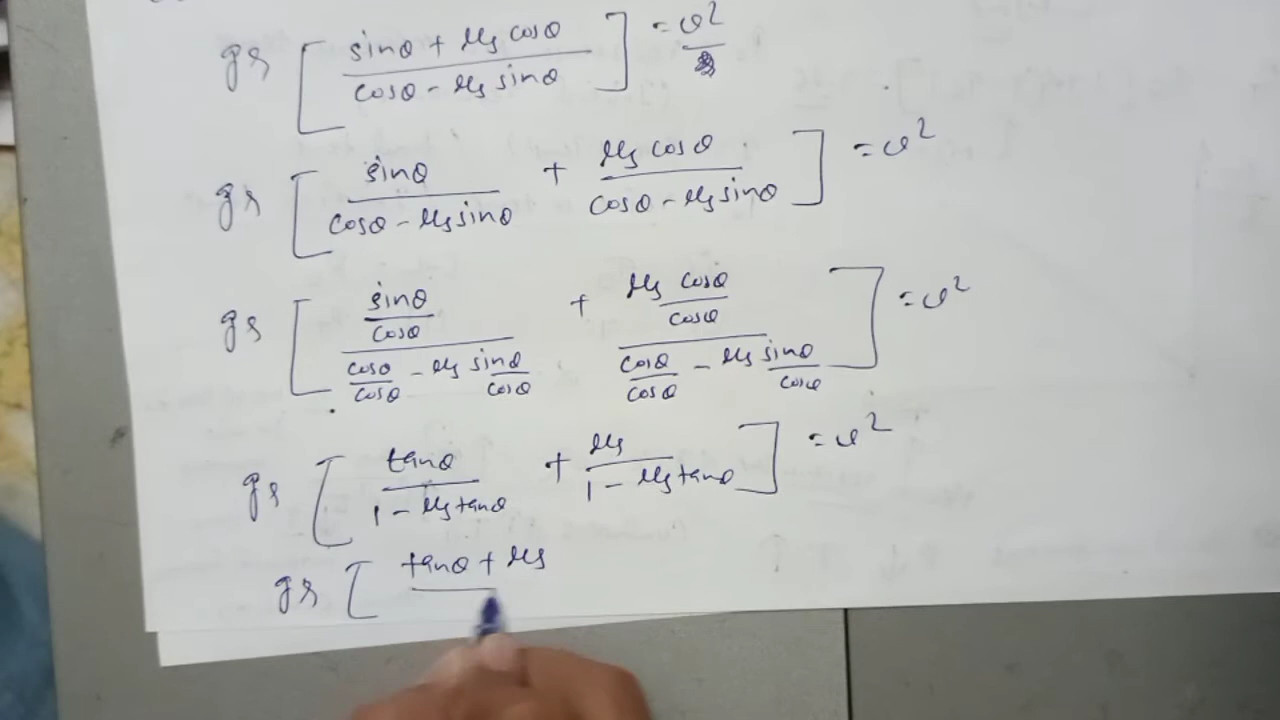 gr [ (sinθ + μs cosθ) / (cosθ - μs sinθ) ] = v²
gr [ sinθ / (cosθ - μs sinθ) + μs cosθ / (cosθ - μs sinθ) ] = v²
gr [ (sinθ/cosθ) / (cosθ/cosθ - μs sinθ/cosθ) + (μs cosθ/cosθ) / (cosθ/cosθ - μs sinθ/cosθ) ] = v²
gr [ tanθ / (1 - μs tanθ) + μs / (1 - μs tanθ) ] = v²
gr [ tanθ + μs